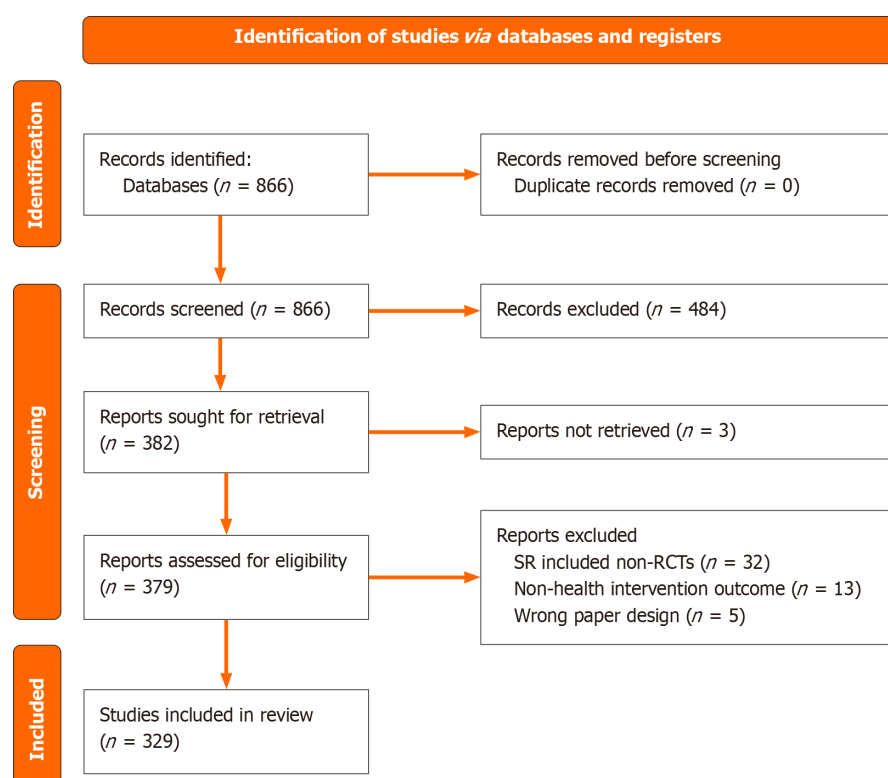 Identification of studies via databases and registers
Identification
Records identified:
Databases (n = 866)
Records removed before screening
Duplicate records removed (n = 0)
Screening
Records screened (n = 866)
Records excluded (n = 484)
Reports sought for retrieval
(n = 382)
Reports not retrieved (n = 3)
Reports assessed for eligibility
(n = 379)
Reports excluded
SR included non-RCTs (n = 32)
Non-health intervention outcome (n = 13)
Wrong paper design (n = 5)
Included
Studies included in review
(n = 329)